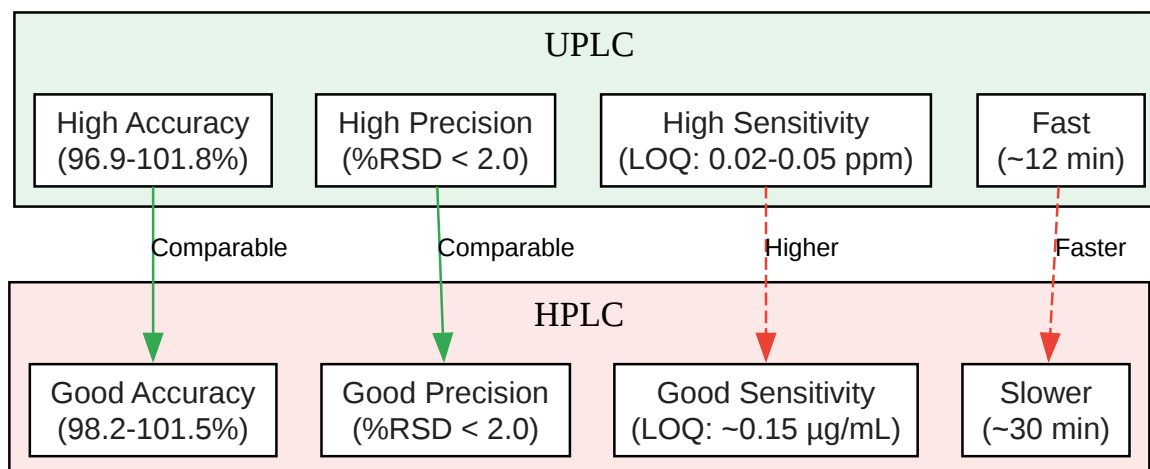 UPLC
High Accuracy
(96.9-101.8%)
High Precision
(%RSD < 2.0)
High Sensitivity
(LOQ: 0.02-0.05 ppm)
Fast
(~12 min)
Comparable
Comparable
Higher
Faster
HPLC
Good Accuracy
(98.2-101.5%)
Good Precision
(%RSD < 2.0)
Good Sensitivity
(LOQ: ~0.15 µg/mL)
Slower
(~30 min)